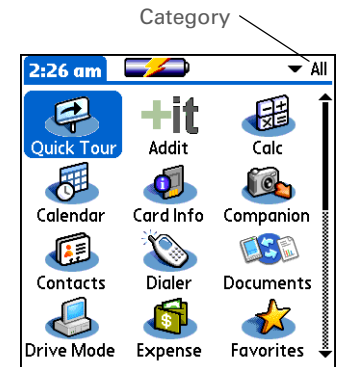 Category
2:26 am All
+it
Quick Tour Addit Calc
Calendar Card Info Companion
Contacts Dialer Documents
Drive Mode Expense Favorites